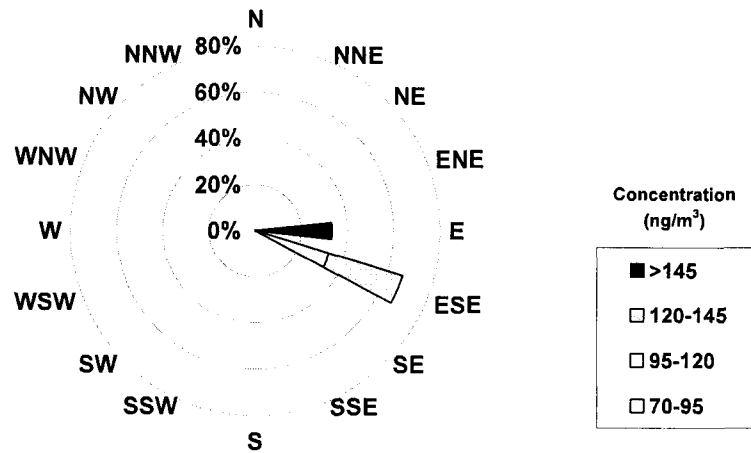 N
NNW
80%
NNE
NW
60%
NE
40%
WNW
ENE
20%
W
0%
E
WSW
ESE
SW
SE
SSW
SSE
S
Concentration
(ng/m³)
>145
120-145
95-120
70-95